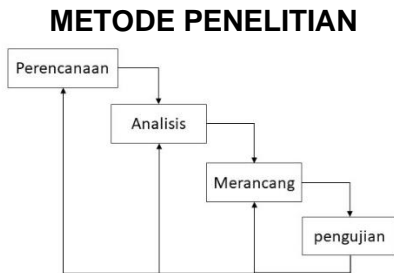 METODE PENELITIAN
Perencanaan
Analisis
Merancang
pengujian